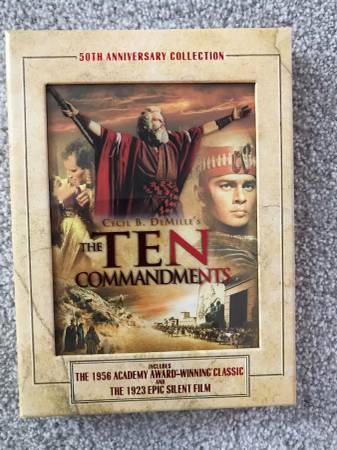 50TH ANNIVERSARY COLLECTION
CECIL B. DEMILLE'S
THE TEN
COMMANDMENTS
INCLUDES
THE 1956 ACADEMY AWARD-WINNING CLASSIC
AND
THE 1923 EPIC SILENT FILM